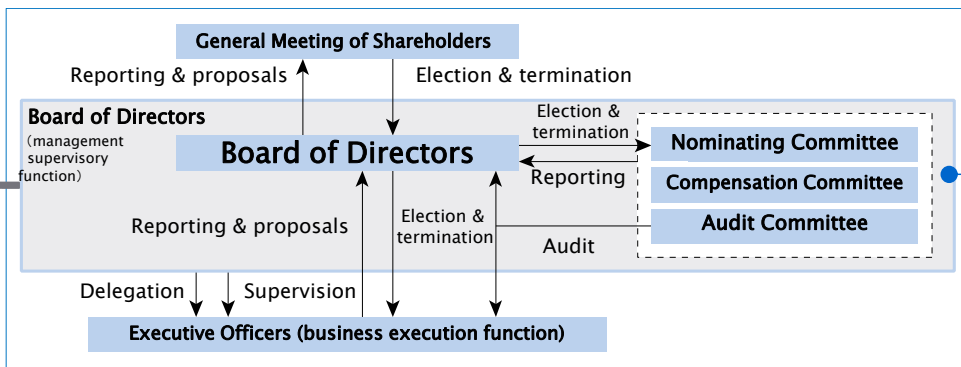 General Meeting of Shareholders
Reporting & proposals
Election & termination
Board of Directors
（management
supervisory
function）
Board of Directors
Election &
termination
Reporting
Nominating Committee
Compensation Committee
Audit Committee
Reporting & proposals
Election &
termination
Audit
Delegation
Supervision
Executive Officers (business execution function)